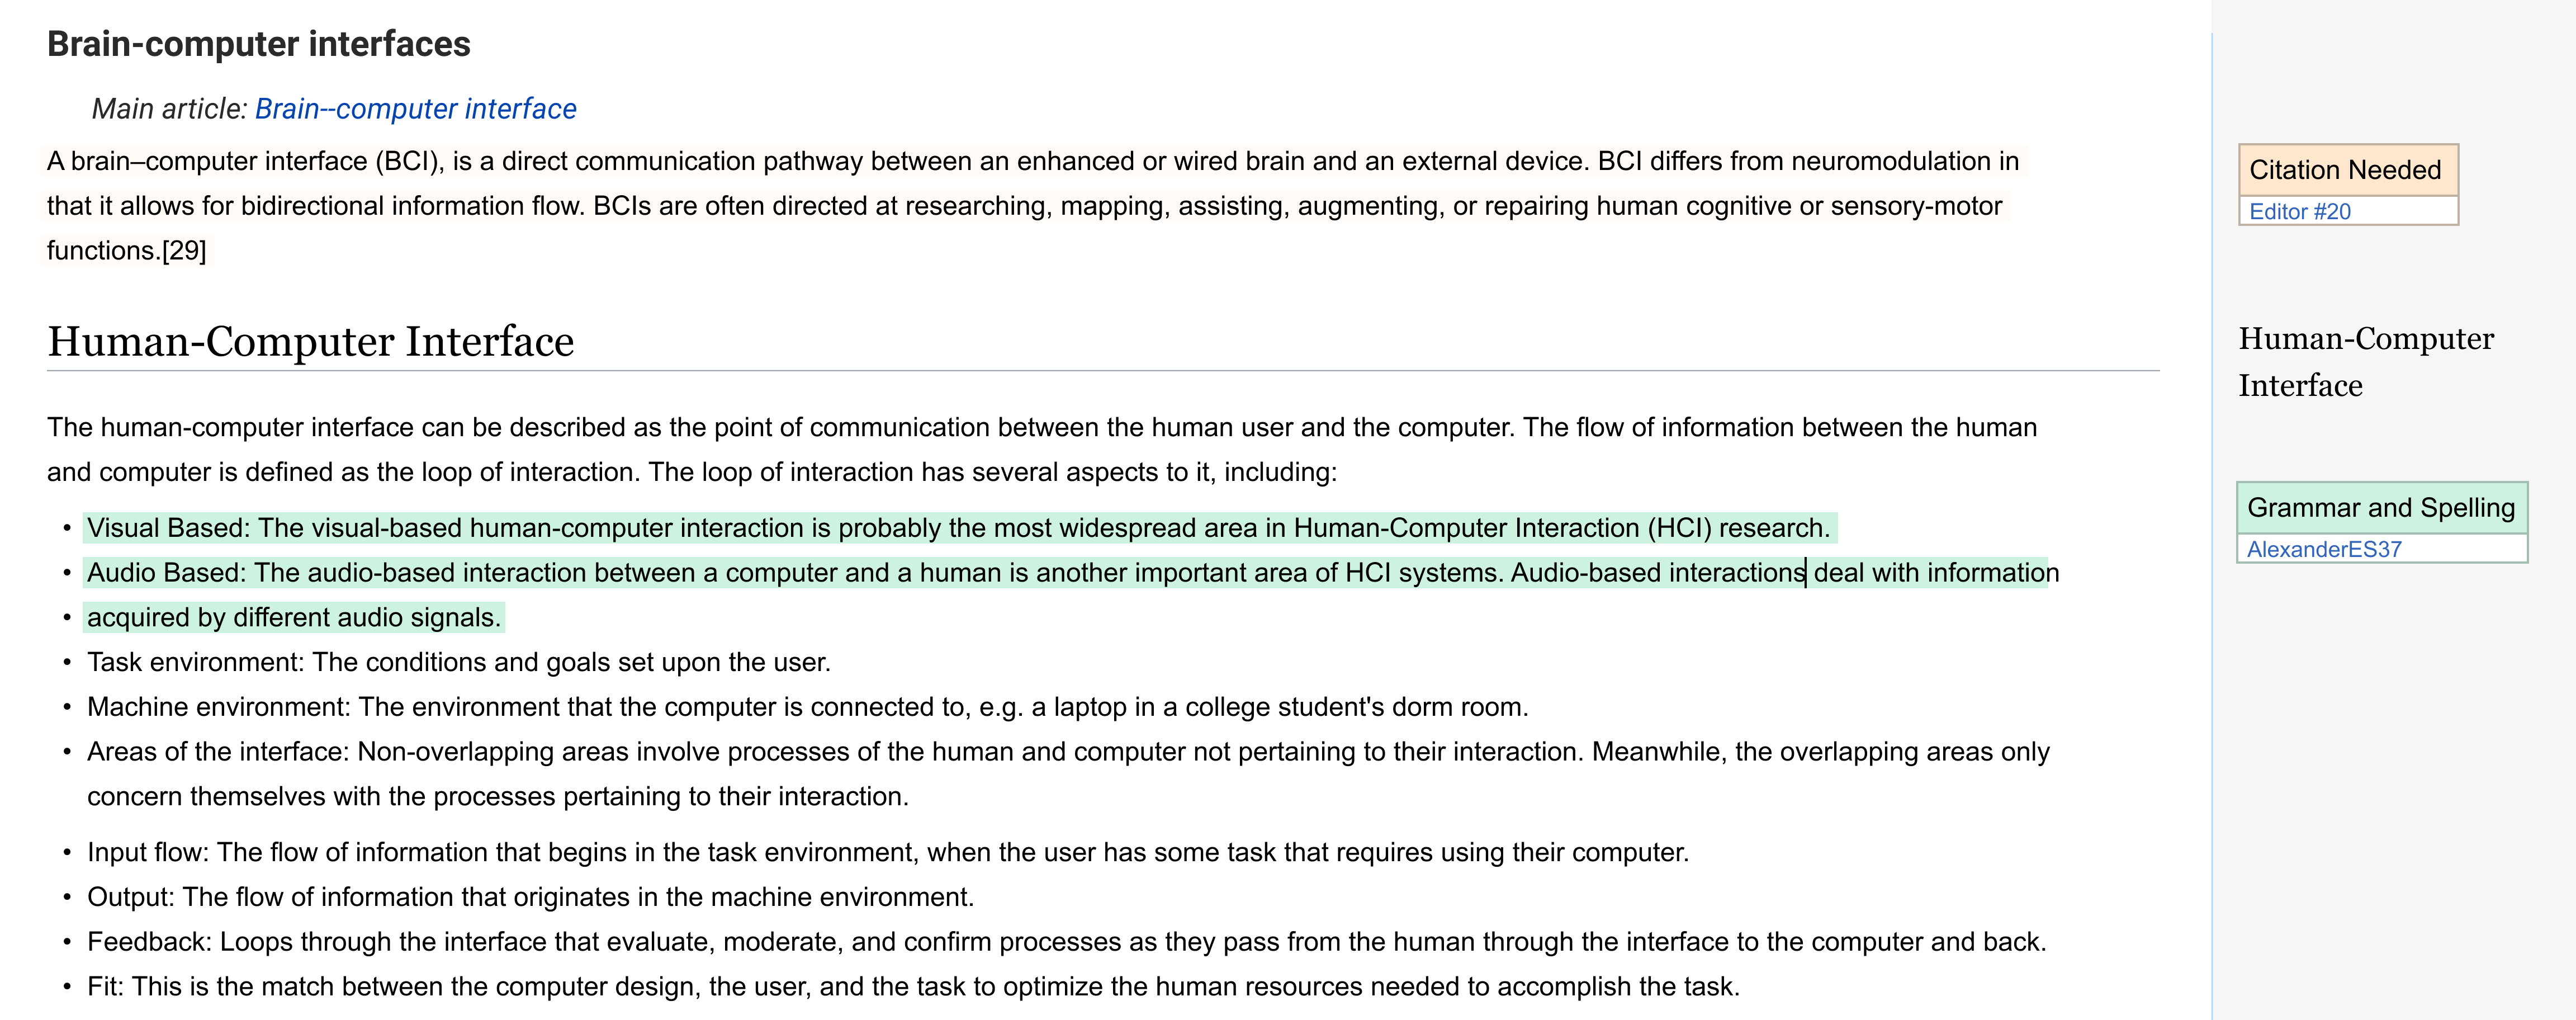 Brain-computer interfaces
Main article: Brain--computer interface
A brain–computer interface (BCI), is a direct communication pathway between an enhanced or wired brain and an external device. BCI differs from neuromodulation in
that it allows for bidirectional information flow. BCIs are often directed at researching, mapping, assisting, augmenting, or repairing human cognitive or sensory-motor
functions.[29]
Citation Needed
Editor #20
Human-Computer Interface
Human-Computer
Interface
The human-computer interface can be described as the point of communication between the human user and the computer. The flow of information between the human
and computer is defined as the loop of interaction. The loop of interaction has several aspects to it, including:
• Visual Based: The visual-based human-computer interaction is probably the most widespread area in Human-Computer Interaction (HCI) research.
• Audio Based: The audio-based interaction between a computer and a human is another important area of HCI systems. Audio-based interactions deal with information
• acquired by different audio signals.
Grammar and Spelling
AlexanderES37
• Task environment: The conditions and goals set upon the user.
• Machine environment: The environment that the computer is connected to, e.g. a laptop in a college student's dorm room.
• Areas of the interface: Non-overlapping areas involve processes of the human and computer not pertaining to their interaction. Meanwhile, the overlapping areas only
concern themselves with the processes pertaining to their interaction.
• Input flow: The flow of information that begins in the task environment, when the user has some task that requires using their computer.
• Output: The flow of information that originates in the machine environment.
• Feedback: Loops through the interface that evaluate, moderate, and confirm processes as they pass from the human through the interface to the computer and back.
• Fit: This is the match between the computer design, the user, and the task to optimize the human resources needed to accomplish the task.